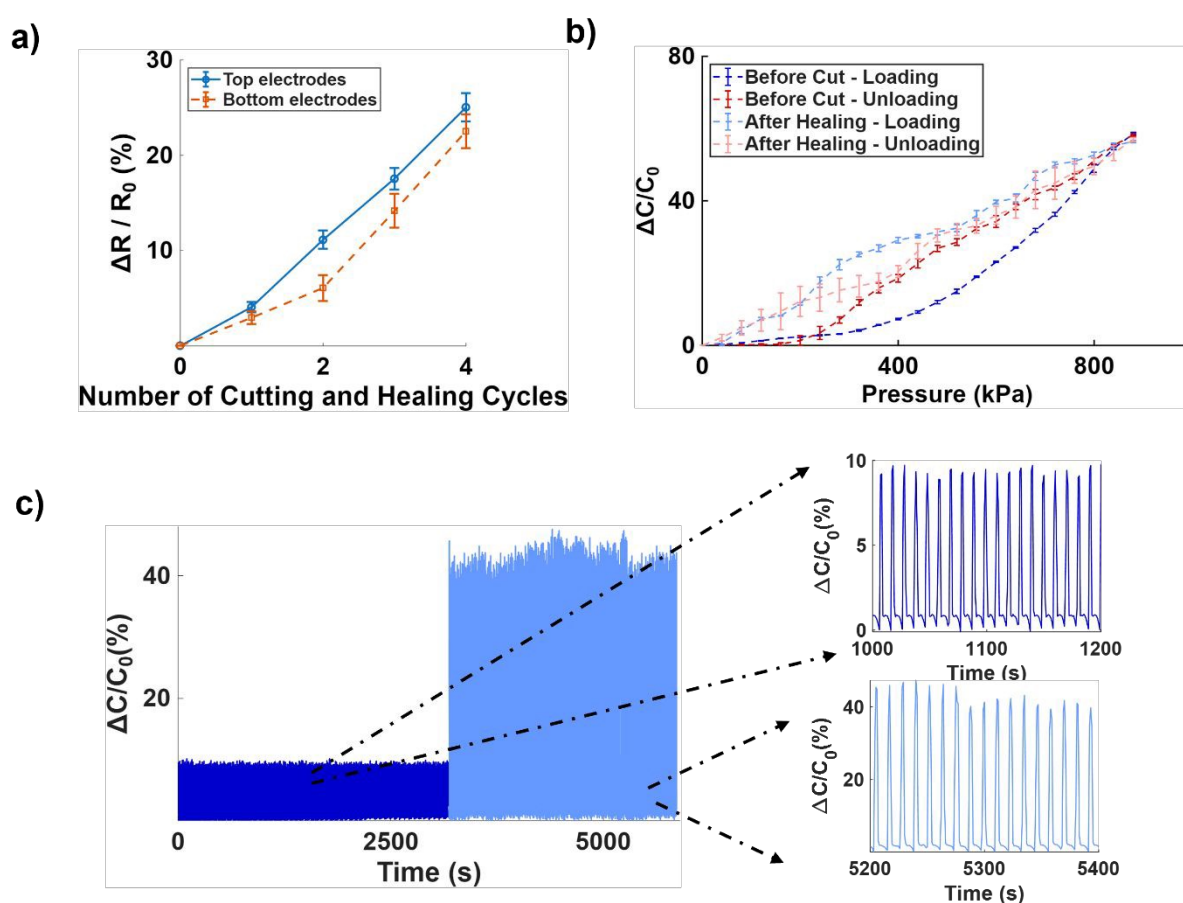 a)
30
20
10
0
2
4
ΔR / R₀ (%)
Top electrodes
Bottom electrodes
Number of Cutting and Healing Cycles
b)
80
40
0
0
400
800
ΔC/C₀
Before Cut - Loading
Before Cut - Unloading
After Healing - Loading
After Healing - Unloading
Pressure (kPa)
c)
40
20
0
2500
5000
ΔC/C₀(%)
Time (s)
10
5
0
1000
1100
1200
ΔC/C₀(%)
Time (s)
40
20
5200
5300
5400
ΔC/C₀(%)
Time (s)